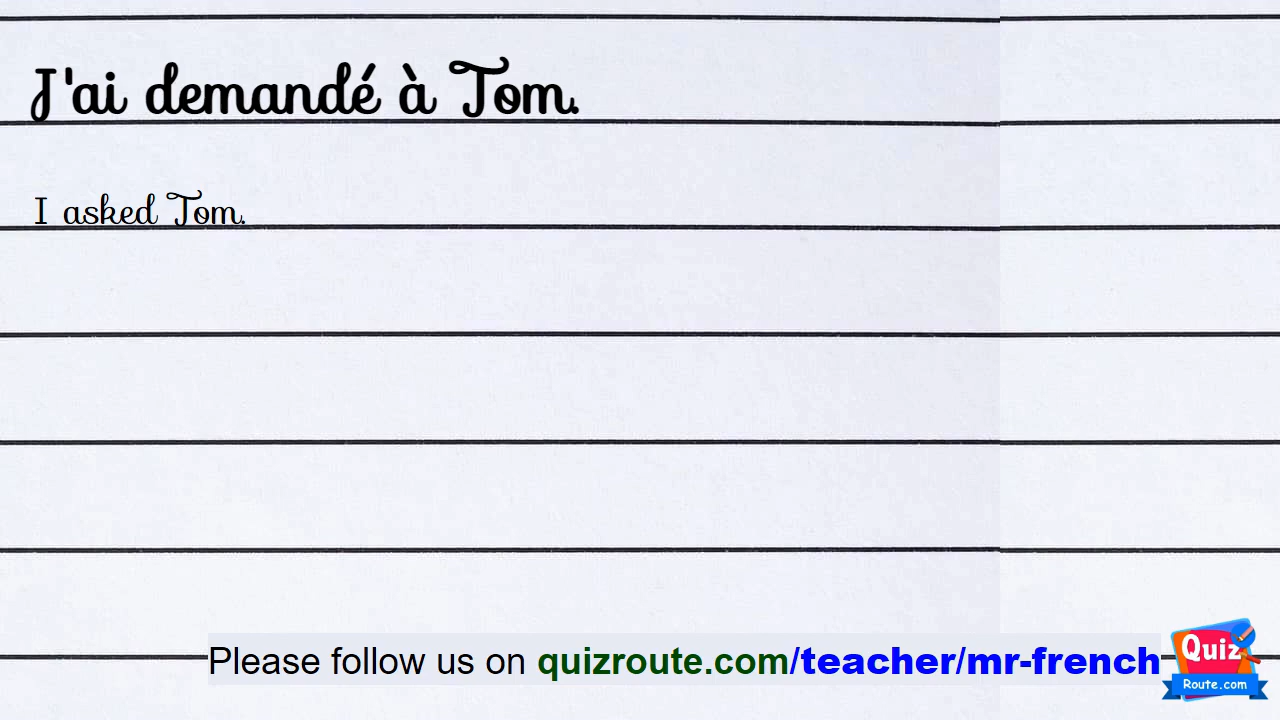 J'ai demandé à Tom.
I asked Tom.
Please follow us on quizroute.com/teacher/mr-french
Quiz
Route.com